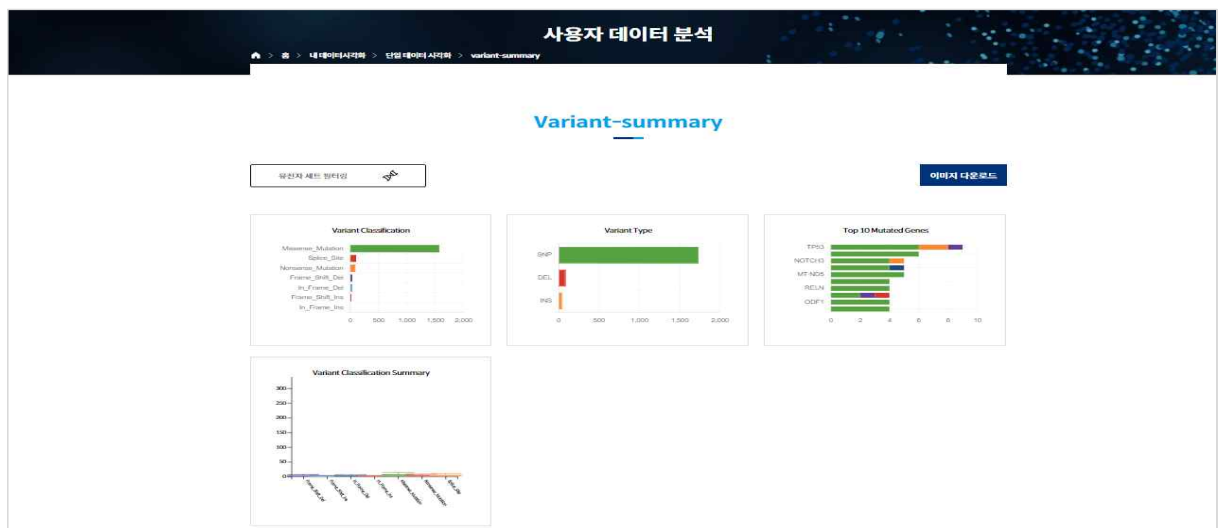 사용자 데이터 분석
홈 > 내 데이터시각화 > 단일 데이터 시각화 > variant-summary
Variant-summary
유전자 세트 필터링
이미지 다운로드
Variant Classification
Missense_Mutation
Splice_Site
Nonsense_Mutation
Frame_Shift_Del
In_Frame_Del
Frame_Shift_Ins
In_Frame_Ins
0 500 1,000 1,500 2,000
Variant Type
SNP
DEL
INS
0 500 1,000 1,500 2,000
Top 10 Mutated Genes
TP53
NOTCH3
MT-ND5
RELN
ODF1
0 2 4 6 8 10
Variant Classification Summary
300
250
200
150
100
50
0